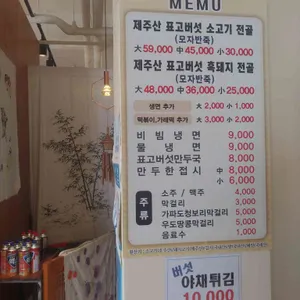 MENU
제주산 표고버섯 소고기 전골
(모자반죽)
大 59,000 中 45,000 小 30,000
제주산 표고버섯 흑돼지 전골
(모자반죽)
大 48,000 中 36,000 小 25,000
냉면 추가 大 2,000 小 1,000
떡볶이,가래떡 추가 大 3,000 小 2,000
비빔냉면 9,000
물냉면 9,000
표고버섯만두국 8,000
만두한접시 中 8,000
小 6,000
주류
소주 / 맥주 4,000
막걸리 3,000
가파도청보리막걸리 5,000
우도땅콩막걸리 5,000
음료수 1,000
버섯
야채튀김
10,000